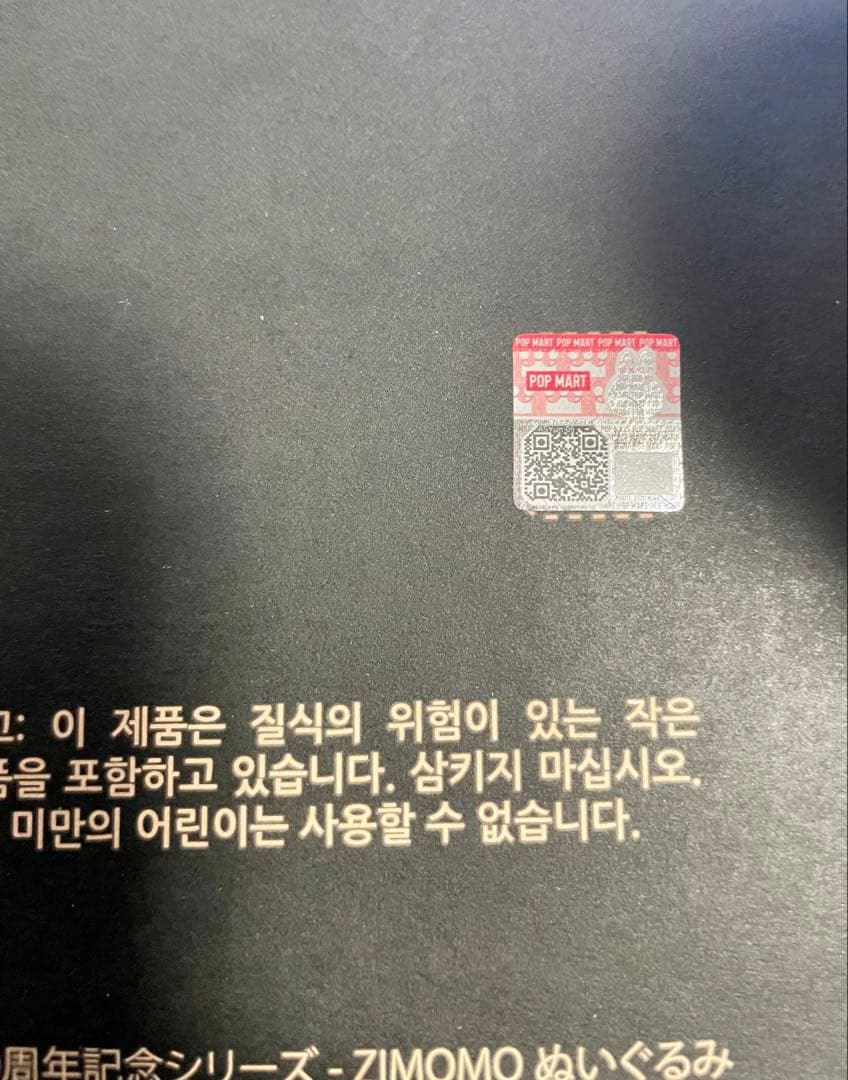 POP MART POP MART POP MART POP MART
POP MART
이 제품은 질식의 위험이 있는 작은
포함하고 있습니다. 삼키지 마십시오.
미만의 어린이는 사용할 수 없습니다.
周年記念シリーズ - ZIMOMO ぬいぐるみ